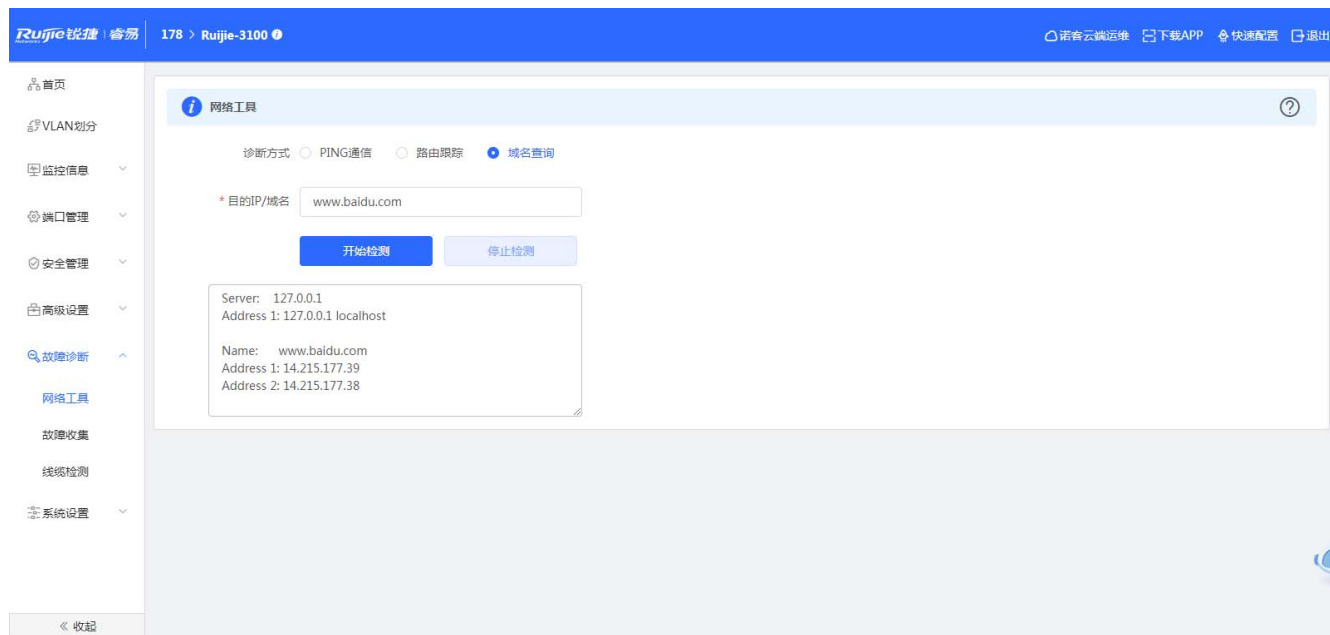 Ruijie锐捷 | 睿易
Networks
178 > Ruijie-3100
诺客云端运维 下载APP 快速配置 退出
首页
VLAN划分
监控信息
端口管理
安全管理
高级设置
故障诊断
网络工具
故障收集
线缆检测
系统设置
« 收起
网络工具
诊断方式 PING通信 路由跟踪 域名查询
* 目的IP/域名 www.baidu.com
开始检测 停止检测
Server: 127.0.0.1
Address 1: 127.0.0.1 localhost
Name: www.baidu.com
Address 1: 14.215.177.39
Address 2: 14.215.177.38